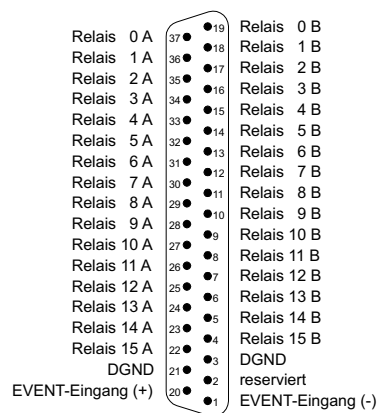 19 Relais 0 B
Relais 0 A 37
18 Relais 1 B
Relais 1 A 36
17 Relais 2 B
Relais 2 A 35
16 Relais 3 B
Relais 3 A 34
15 Relais 4 B
Relais 4 A 33
14 Relais 5 B
Relais 5 A 32
13 Relais 6 B
Relais 6 A 31
12 Relais 7 B
Relais 7 A 30
11 Relais 8 B
Relais 8 A 29
10 Relais 9 B
Relais 9 A 28
9 Relais 10 B
Relais 10 A 27
8 Relais 11 B
Relais 11 A 26
7 Relais 12 B
Relais 12 A 25
6 Relais 13 B
Relais 13 A 24
5 Relais 14 B
Relais 14 A 23
4 Relais 15 B
Relais 15 A 22
3 DGND
DGND 21
2 reserviert
EVENT-Eingang (+) 20
1 EVENT-Eingang (-)